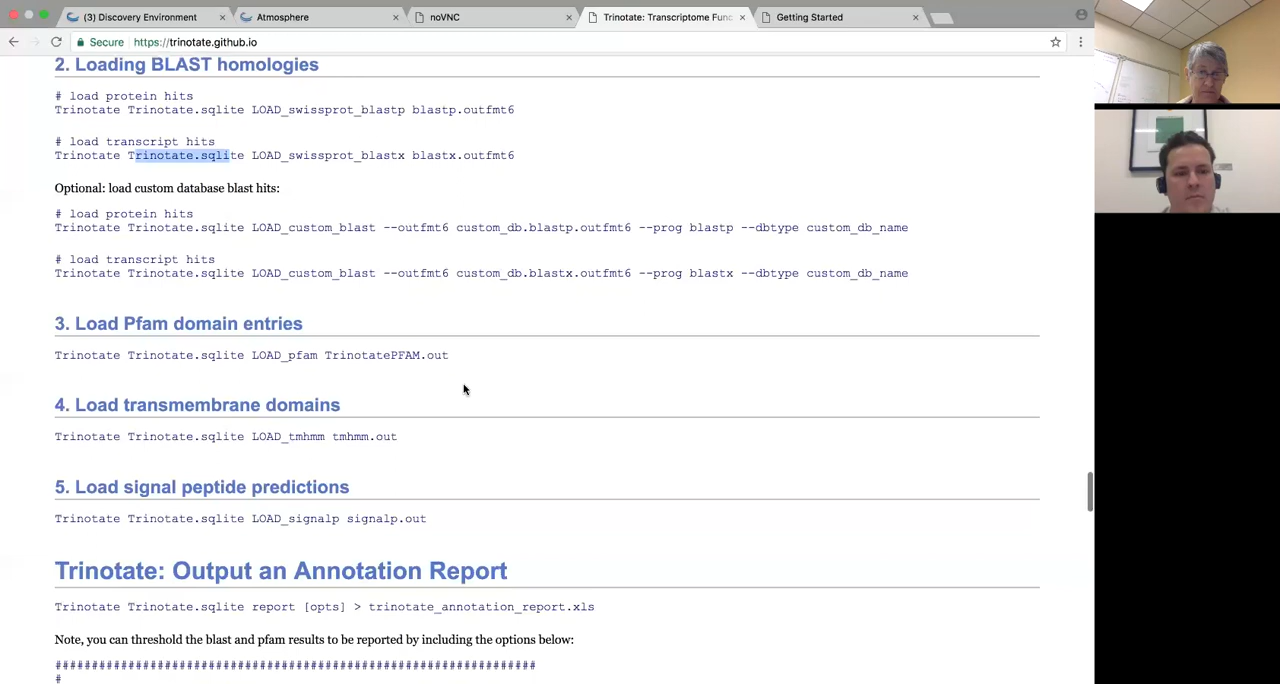 (3) Discovery Environment
Atmosphere
noVNC
Trinotate: Transcriptome Func
Getting Started
Secure https://trinotate.github.io
2. Loading BLAST homologies
# load protein hits
Trinotate Trinotate.sqlite LOAD_swissprot_blastp blastp.outfmt6
# load transcript hits
Trinotate Trinotate.sqlite LOAD_swissprot_blastx blastx.outfmt6
Optional: load custom database blast hits:
# load protein hits
Trinotate Trinotate.sqlite LOAD_custom_blast --outfmt6 custom_db.blastp.outfmt6 --prog blastp --dbtype custom_db_name
# load transcript hits
Trinotate Trinotate.sqlite LOAD_custom_blast --outfmt6 custom_db.blastx.outfmt6 --prog blastx --dbtype custom_db_name
3. Load Pfam domain entries
Trinotate Trinotate.sqlite LOAD_pfam TrinotatePFAM.out
4. Load transmembrane domains
Trinotate Trinotate.sqlite LOAD_tmhmm tmhmm.out
5. Load signal peptide predictions
Trinotate Trinotate.sqlite LOAD_signalp signalp.out
Trinotate: Output an Annotation Report
Trinotate Trinotate.sqlite report [opts] > trinotate_annotation_report.xls
Note, you can threshold the blast and pfam results to be reported by including the options below:
##################################################################
#